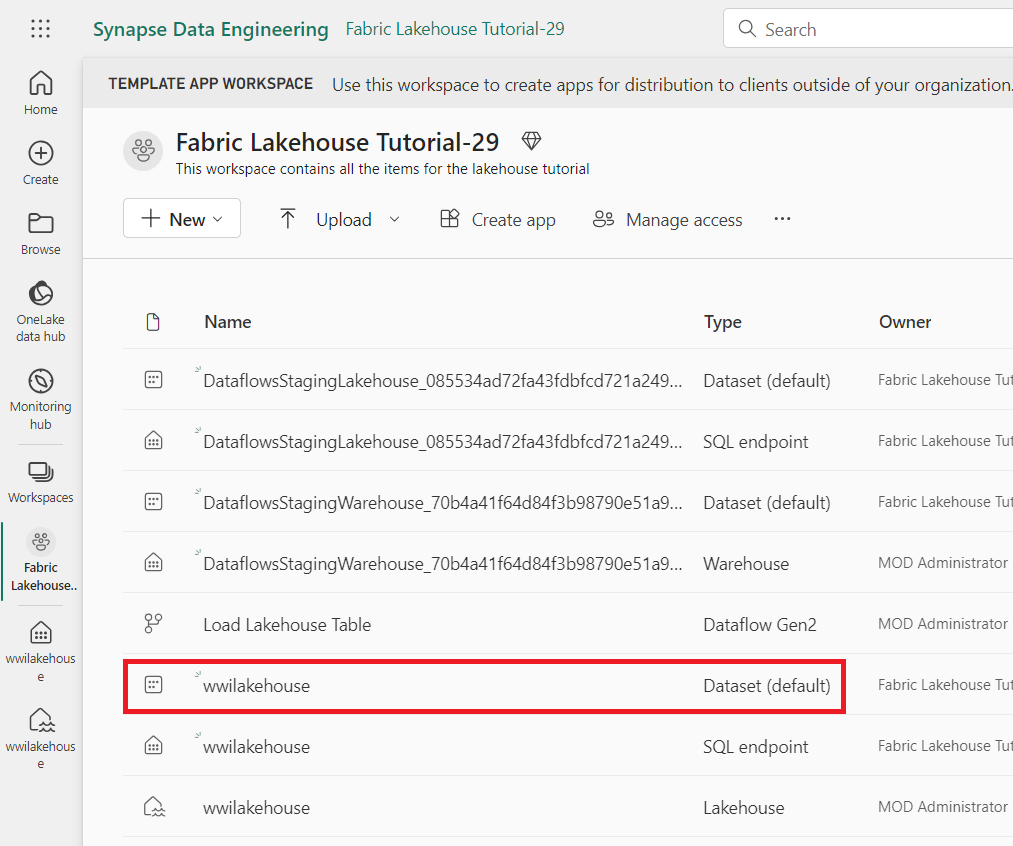 Synapse Data Engineering Fabric Lakehouse Tutorial-29 Search
TEMPLATE APP WORKSPACE Use this workspace to create apps for distribution to clients outside of your organization.
Home
Create
Browse
OneLake
data hub
Monitoring
hub
Workspaces
Fabric
Lakehouse..
wwilakehous
e
wwilakehous
e
Fabric Lakehouse Tutorial-29
This workspace contains all the items for the lakehouse tutorial
New Upload Create app Manage access ...
Name Type Owner
DataflowsStagingLakehouse_085534ad72fa43fdbfcd721a249... Dataset (default) Fabric Lakehouse Tut
DataflowsStagingLakehouse_085534ad72fa43fdbfcd721a249... SQL endpoint Fabric Lakehouse Tut
DataflowsStagingWarehouse_70b4a41f64d84f3b98790e51a9... Dataset (default) Fabric Lakehouse Tut
DataflowsStagingWarehouse_70b4a41f64d84f3b98790e51a9... Warehouse MOD Administrator
Load Lakehouse Table Dataflow Gen2 MOD Administrator
wwilakehouse Dataset (default) Fabric Lakehouse Tut
wwilakehouse SQL endpoint Fabric Lakehouse Tut
wwilakehouse Lakehouse MOD Administrator